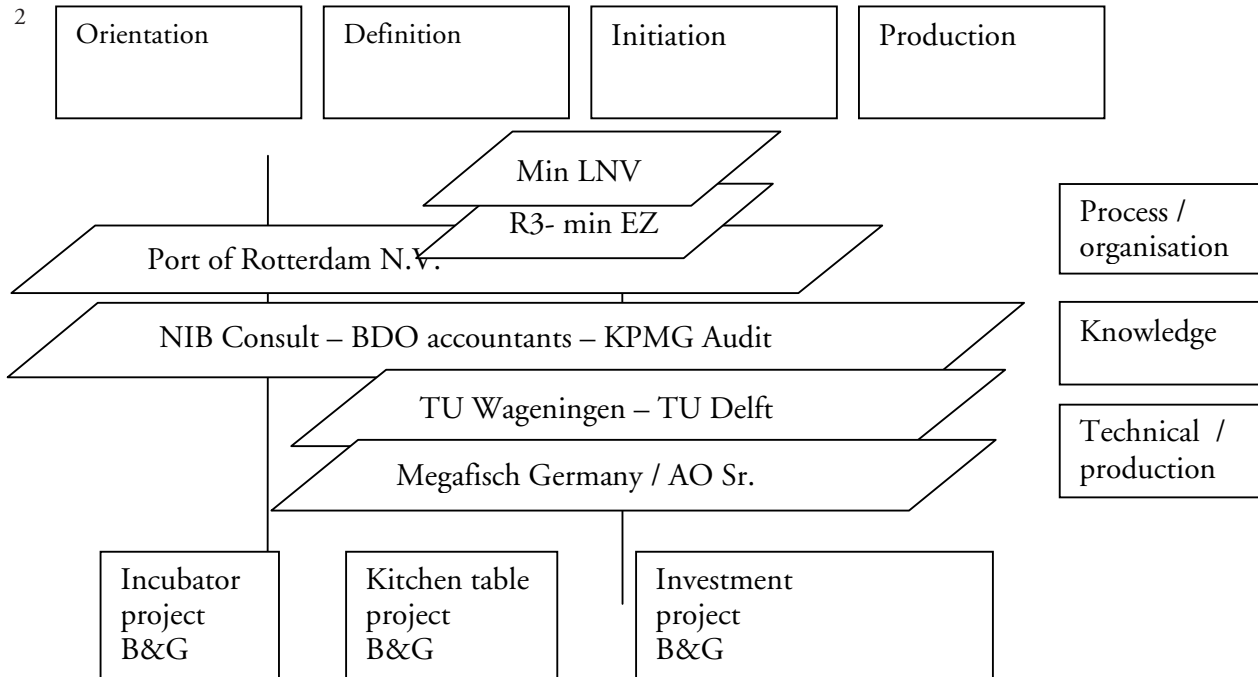 2
Orientation
Definition
Initiation
Production
Min LNV
R3- min EZ
Port of Rotterdam N.V.
Process /
organisation
NIB Consult – BDO accountants – KPMG Audit
Knowledge
TU Wageningen – TU Delft
Technical /
production
Megafisch Germany / AO Sr.
Incubator
project
B&G
Kitchen table
project
B&G
Investment
project
B&G